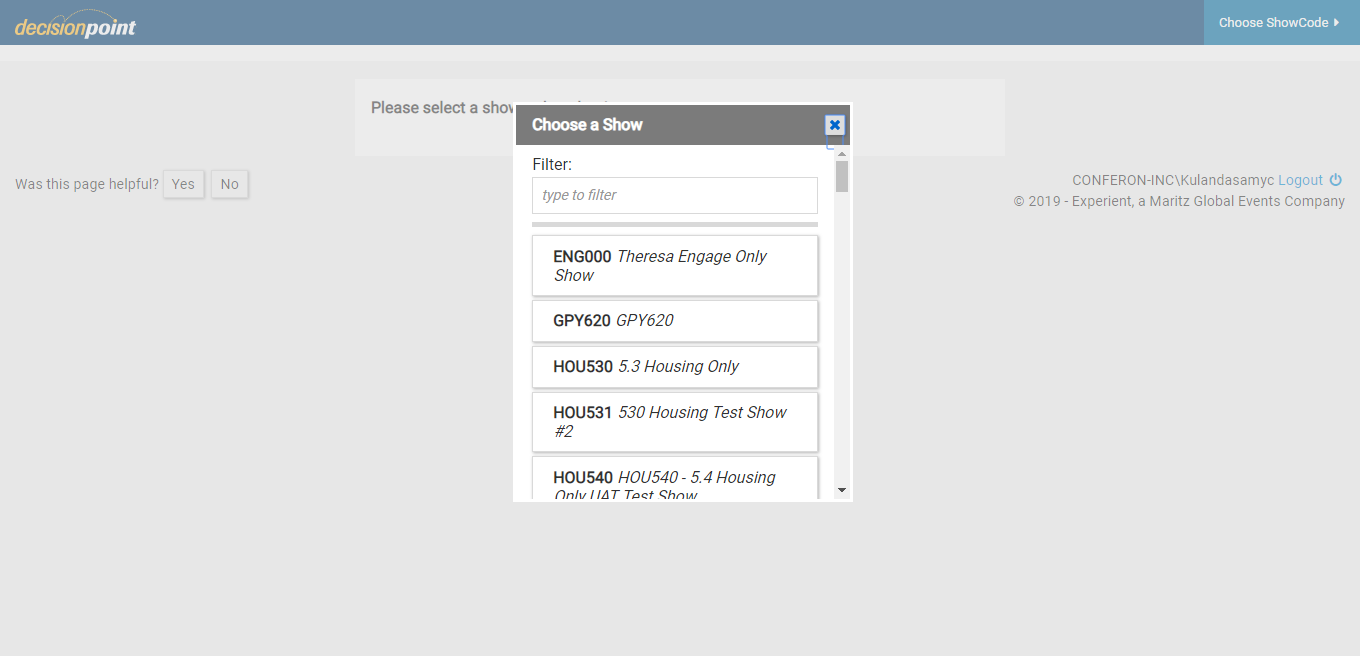 decisionpoint
Choose ShowCode
Please select a show
Choose a Show
Filter:
type to filter
ENG000 Theresa Engage Only
Show
GPY620 GPY620
HOU530 5.3 Housing Only
HOU531 530 Housing Test Show
#2
HOU540 HOU540 - 5.4 Housing
Only UAT Test Show
Was this page helpful? Yes No
CONFERON-INC\Kulandasamyc Logout
© 2019 - Experient, a Maritz Global Events Company